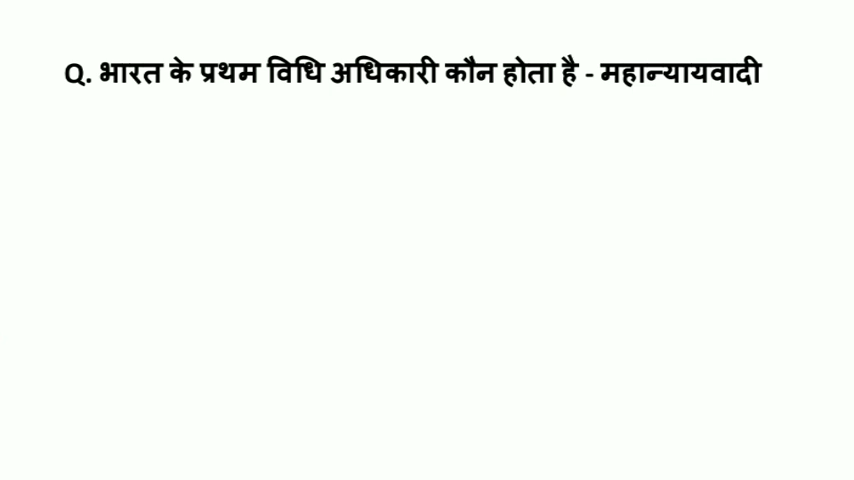 Q. भारत के प्रथम विधि अधिकारी कौन होता है - महान्यायवादी